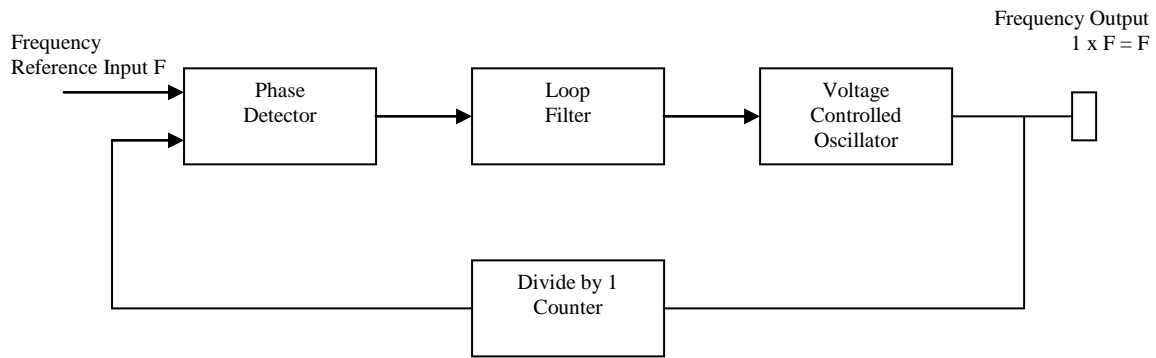 Frequency Output
1 x F = F
Frequency
Reference Input F
Phase
Detector
Loop
Filter
Voltage
Controlled
Oscillator
Divide by 1
Counter